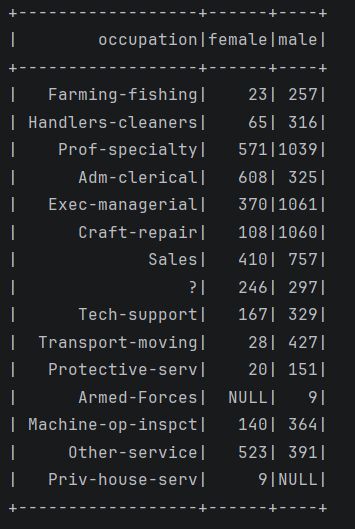 +------------------+------+----+
|        occupation|female|male|
+------------------+------+----+
|   Farming-fishing|    23| 257|
| Handlers-cleaners|    65| 316|
|    Prof-specialty|   571|1039|
|      Adm-clerical|   608| 325|
|   Exec-managerial|   370|1061|
|      Craft-repair|   108|1060|
|             Sales|   410| 757|
|                 ?|   246| 297|
|      Tech-support|   167| 329|
|  Transport-moving|    28| 427|
|   Protective-serv|    20| 151|
|      Armed-Forces|  NULL|   9|
| Machine-op-inspct|   140| 364|
|     Other-service|   523| 391|
|   Priv-house-serv|     9|NULL|
+------------------+------+----+